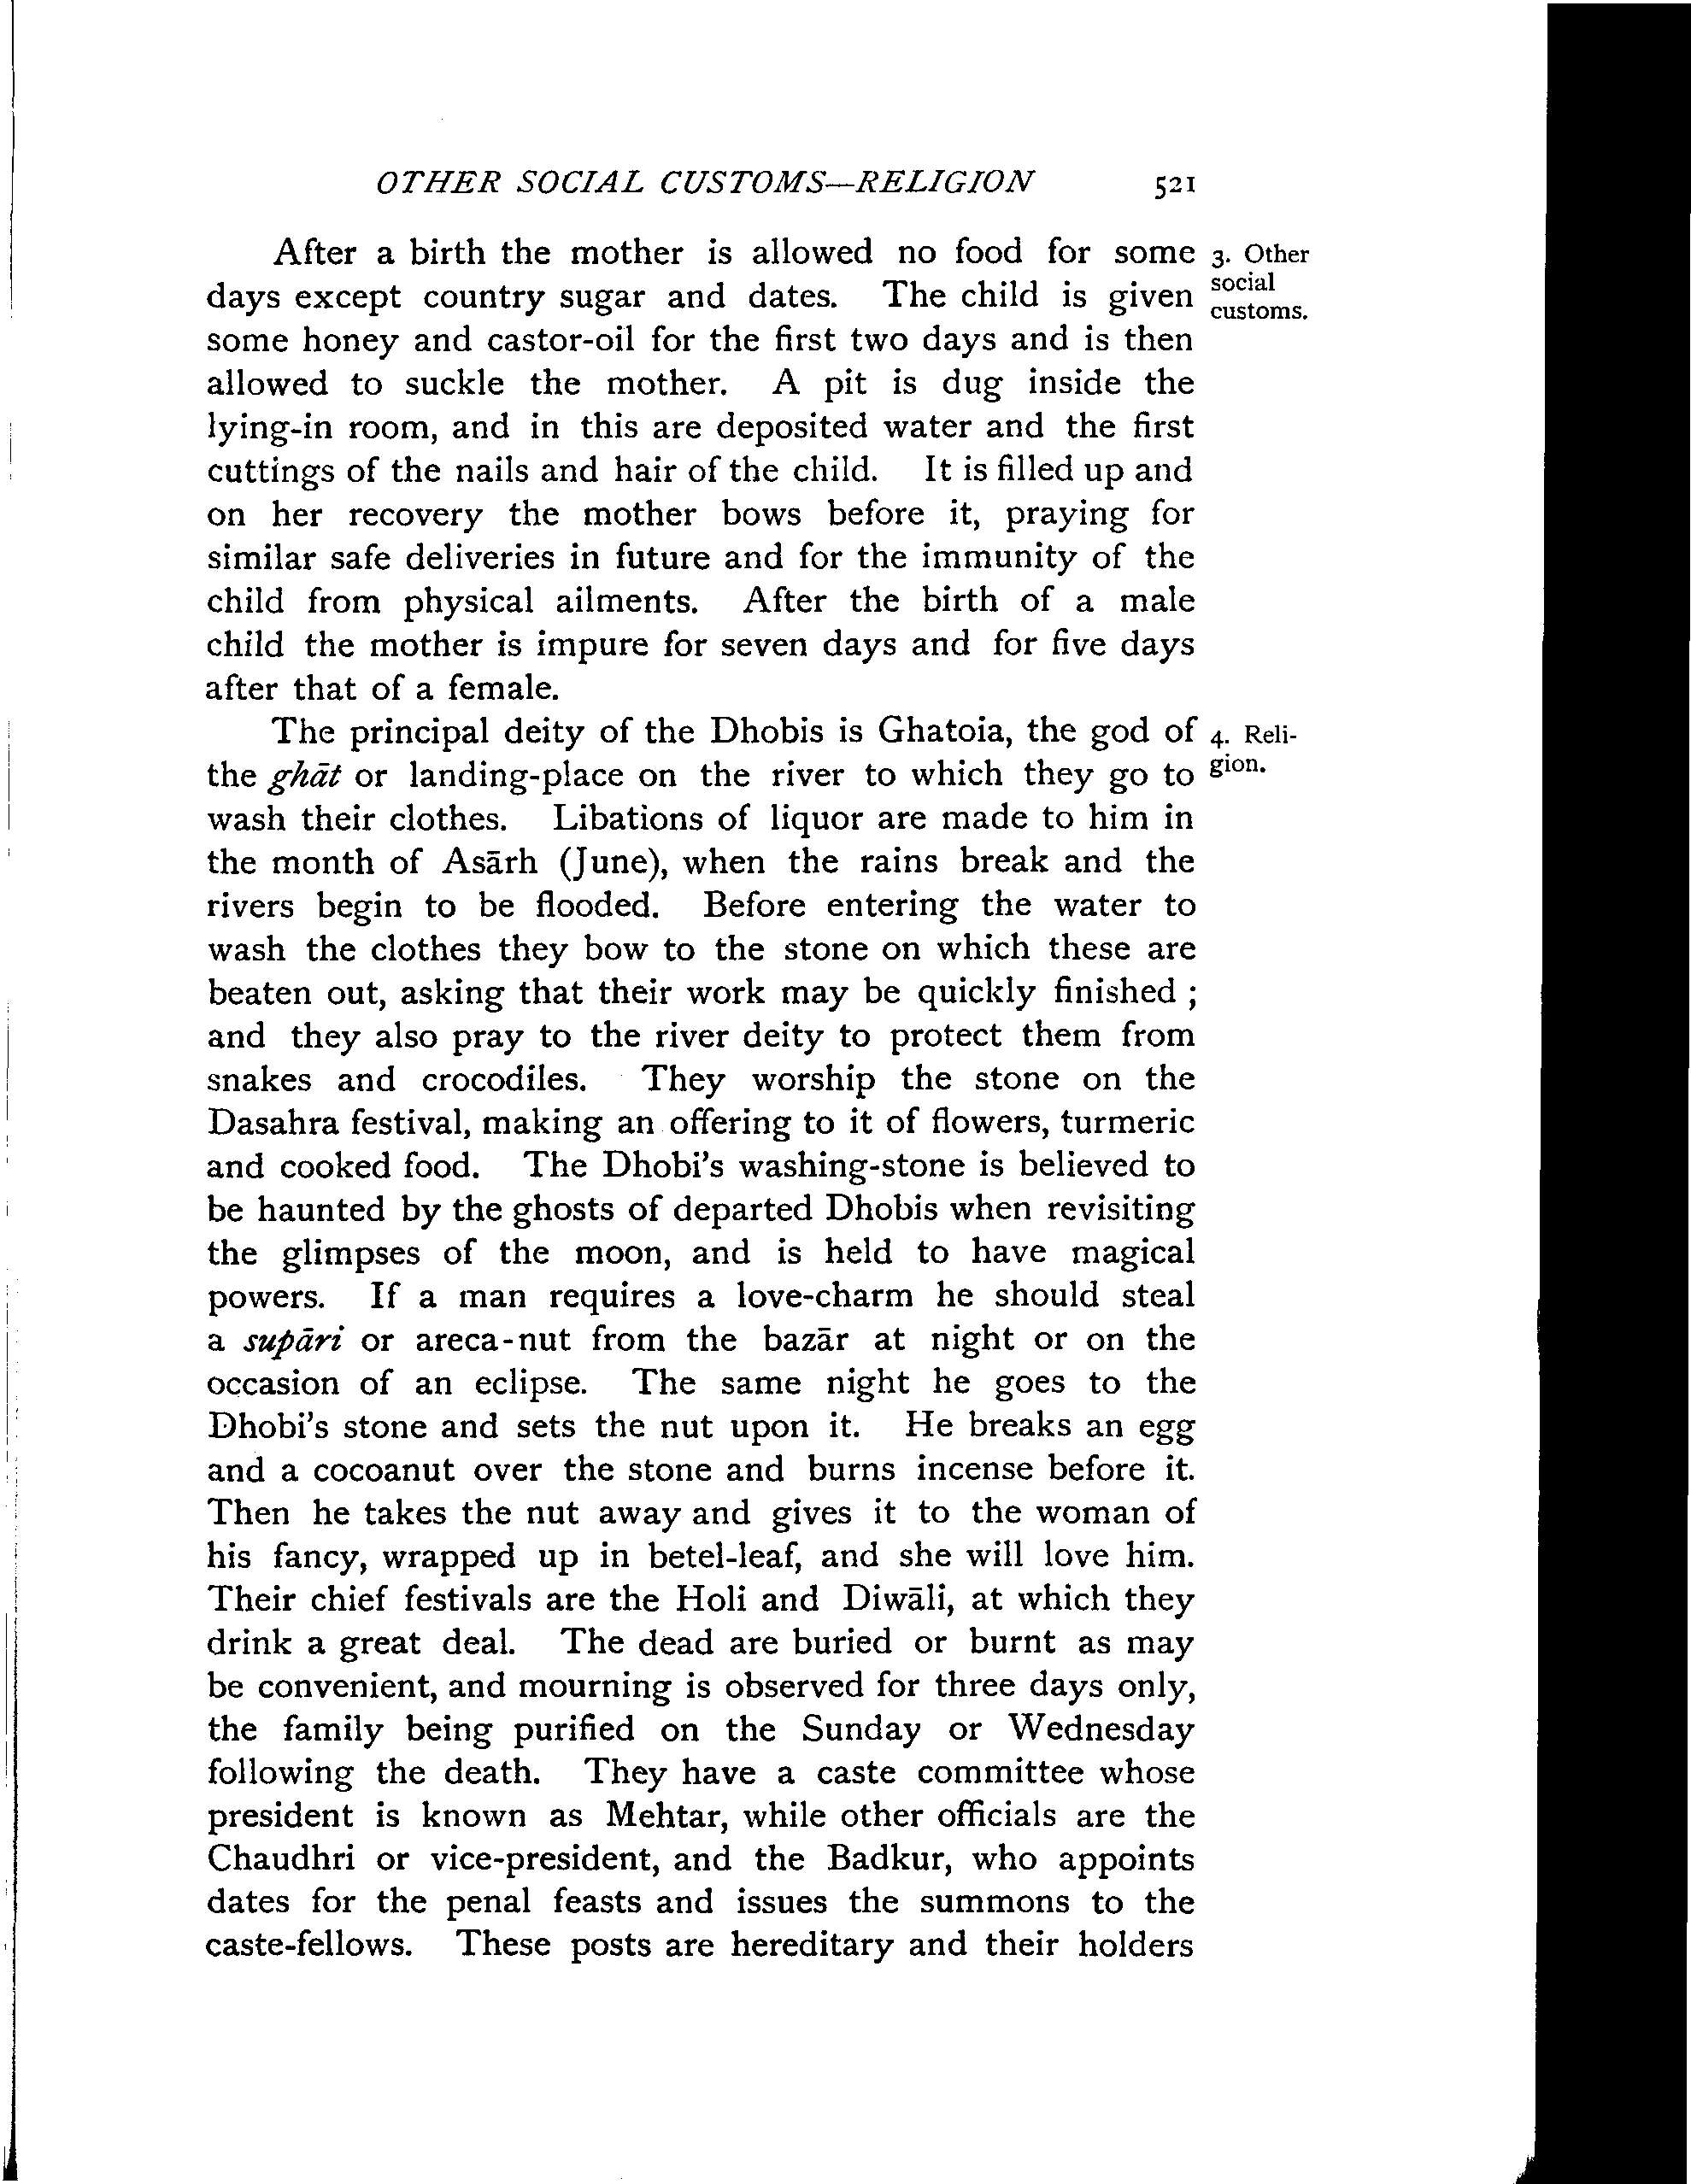 OTHER SOCIAL CUSTOMS—RELIGION 521
After a birth the mother is allowed no food for some
3. Other
social
customs.
days except country sugar and dates. The child is given
some honey and castor-oil for the first two days and is then
allowed to suckle the mother. A pit is dug inside the
lying-in room, and in this are deposited water and the first
cuttings of the nails and hair of the child. It is filled up and
on her recovery the mother bows before it, praying for
similar safe deliveries in future and for the immunity of the
child from physical ailments. After the birth of a male
child the mother is impure for seven days and for five days
after that of a female.
The principal deity of the Dhobis is Ghatoia, the god of
4. Reli-
gion.
the ghāt or landing-place on the river to which they go to
wash their clothes. Libations of liquor are made to him in
the month of Asārh (June), when the rains break and the
rivers begin to be flooded. Before entering the water to
wash the clothes they bow to the stone on which these are
beaten out, asking that their work may be quickly finished ;
and they also pray to the river deity to protect them from
snakes and crocodiles. They worship the stone on the
Dasahra festival, making an offering to it of flowers, turmeric
and cooked food. The Dhobi's washing-stone is believed to
be haunted by the ghosts of departed Dhobis when revisiting
the glimpses of the moon, and is held to have magical
powers. If a man requires a love-charm he should steal
a supāri or areca-nut from the bazār at night or on the
occasion of an eclipse. The same night he goes to the
Dhobi's stone and sets the nut upon it. He breaks an egg
and a cocoanut over the stone and burns incense before it.
Then he takes the nut away and gives it to the woman of
his fancy, wrapped up in betel-leaf, and she will love him.
Their chief festivals are the Holi and Diwāli, at which they
drink a great deal. The dead are buried or burnt as may
be convenient, and mourning is observed for three days only,
the family being purified on the Sunday or Wednesday
following the death. They have a caste committee whose
president is known as Mehtar, while other officials are the
Chaudhri or vice-president, and the Badkur, who appoints
dates for the penal feasts and issues the summons to the
caste-fellows. These posts are hereditary and their holders